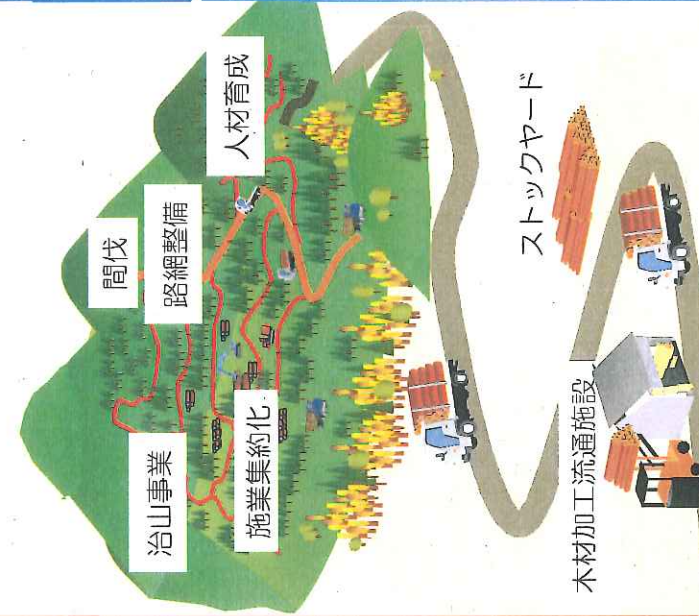 間伐
路網整備
人材育成
治山事業
施業集約化
ストックヤード
木材加工流通施設